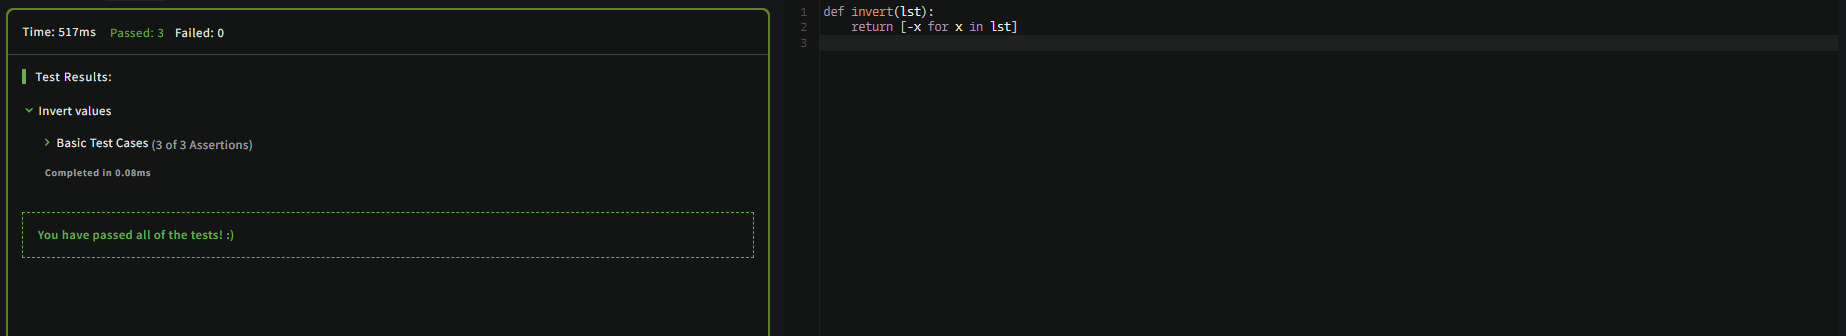 Time: 517ms Passed: 3 Failed: 0
Test Results:
Invert values
Basic Test Cases (3 of 3 Assertions)
Completed in 0.08ms
You have passed all of the tests! :)
1 def invert(lst):
2     return [-x for x in lst]
3